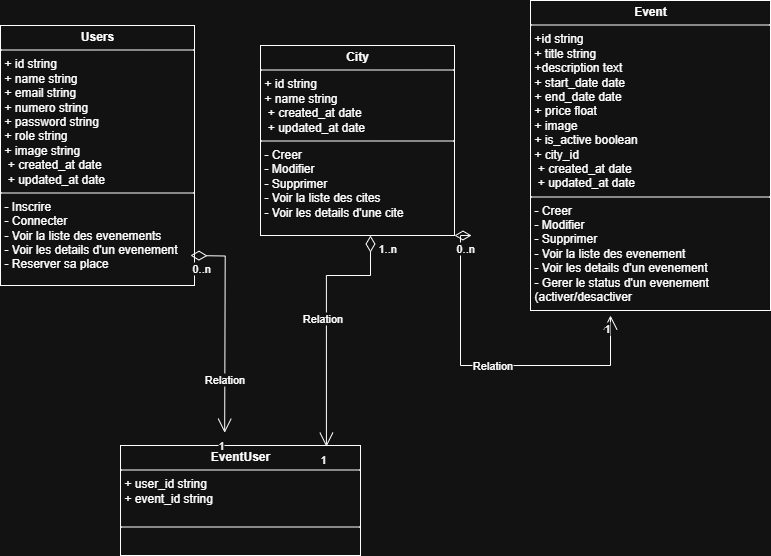 Users
+ id string
+ name string
+ email string
+ numero string
+ password string
+ role string
+ image string
+ created_at date
+ updated_at date
- Inscrire
- Connecter
- Voir la liste des evenements
- Voir les details d'un evenement
- Reserver sa place
0..n
City
+ id string
+ name string
+ created_at date
+ updated_at date
- Creer
- Modifier
- Supprimer
- Voir la liste des cites
- Voir les details d'une cite
1..n
0..n
Event
+id string
+ title string
+description text
+ start_date date
+ end_date date
+ price float
+ image
+ is_active boolean
+ city_id
+ created_at date
+ updated_at date
- Creer
- Modifier
- Supprimer
- Voir la liste des evenement
- Voir les details d'un evenement
- Gerer le status d'un evenement
(activer/desactiver
1
Relation
Relation
Relation
1
1
EventUser
+ user_id string
+ event_id string